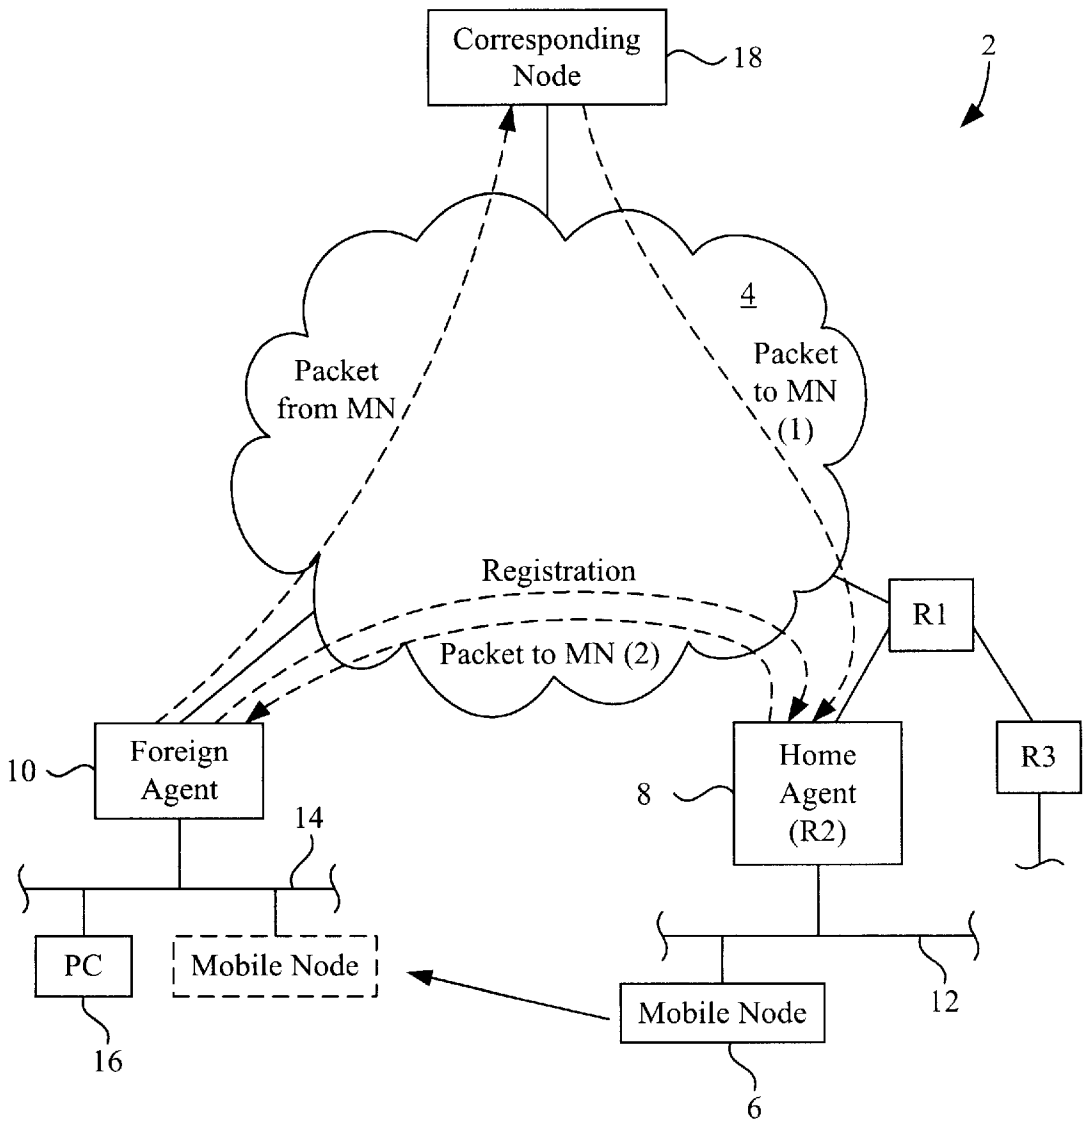 Corresponding
Node
18
2
4
Packet
to MN
(1)
Packet
from MN
Registration
Packet to MN (2)
R1
R3
Foreign
Agent
10
Home
Agent
(R2)
8
14
PC
Mobile Node
16
12
Mobile Node
6